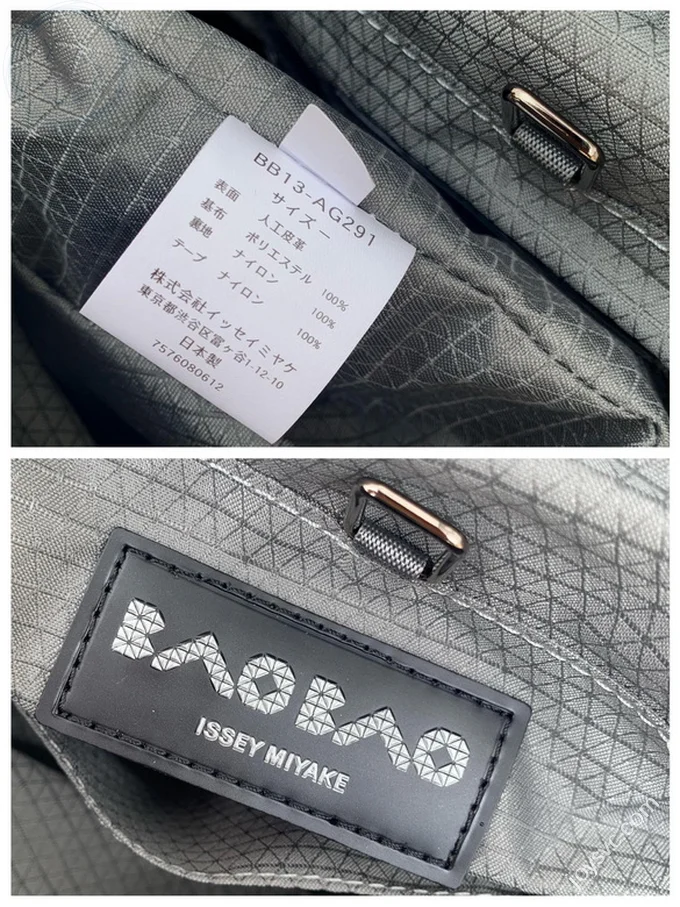 BB13-AG291
サイズ ー
表面 人工皮革
基布 ポリエステル 100%
裏地 ナイロン 100%
テープ ナイロン 100%
株式会社イッセイミヤケ
東京都渋谷区富ヶ谷1-12-10
日本製
7576080612
BAO BAO
ISSEY MIYAKE